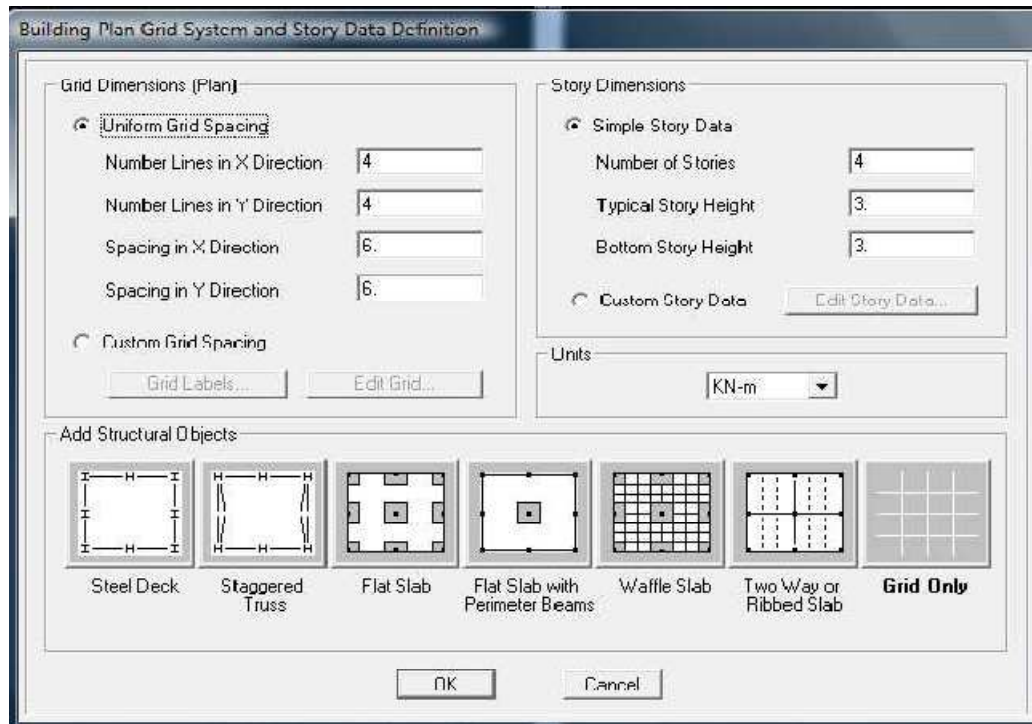 Building Plan Grid System and Story Data Definition
Grid Dimensions (Plan)
Uniform Grid Spacing
Number Lines in X Direction 4
Number Lines in Y Direction 4
Spacing in X Direction 6.
Spacing in Y Direction 6.
Custom Grid Spacing
Grid Labels... Edit Grid...
Story Dimensions
Simple Story Data
Number of Stories 4
Typical Story Height 3.
Bottom Story Height 3.
Custom Story Data Edit Story Data...
Units
KN-m
Add Structural Objects
Steel Deck
Staggered
Truss
Flat Slab
Flat Slab with
Perimeter Beams
Waffle Slab
Two Way or
Ribbed Slab
Grid Only
OK Cancel